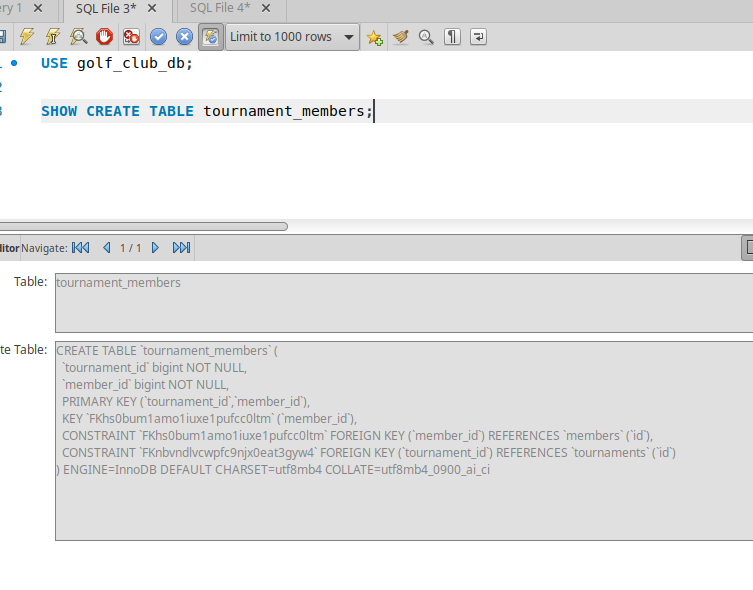 ery 1
SQL File 3*
SQL File 4*
Limit to 1000 rows
USE golf_club_db;
2
3 SHOW CREATE TABLE tournament_members;
itor Navigate: 1 / 1
Table: tournament_members
te Table: CREATE TABLE `tournament_members` (
`tournament_id` bigint NOT NULL,
`member_id` bigint NOT NULL,
PRIMARY KEY (`tournament_id`,`member_id`),
KEY `FKhs0bum1amo1iuxe1pufcc0ltm` (`member_id`),
CONSTRAINT `FKhs0bum1amo1iuxe1pufcc0ltm` FOREIGN KEY (`member_id`) REFERENCES `members` (`id`),
CONSTRAINT `FKnbvndlvcwpfc9njx0eat3gyw4` FOREIGN KEY (`tournament_id`) REFERENCES `tournaments` (`id`)
) ENGINE=InnoDB DEFAULT CHARSET=utf8mb4 COLLATE=utf8mb4_0900_ai_ci